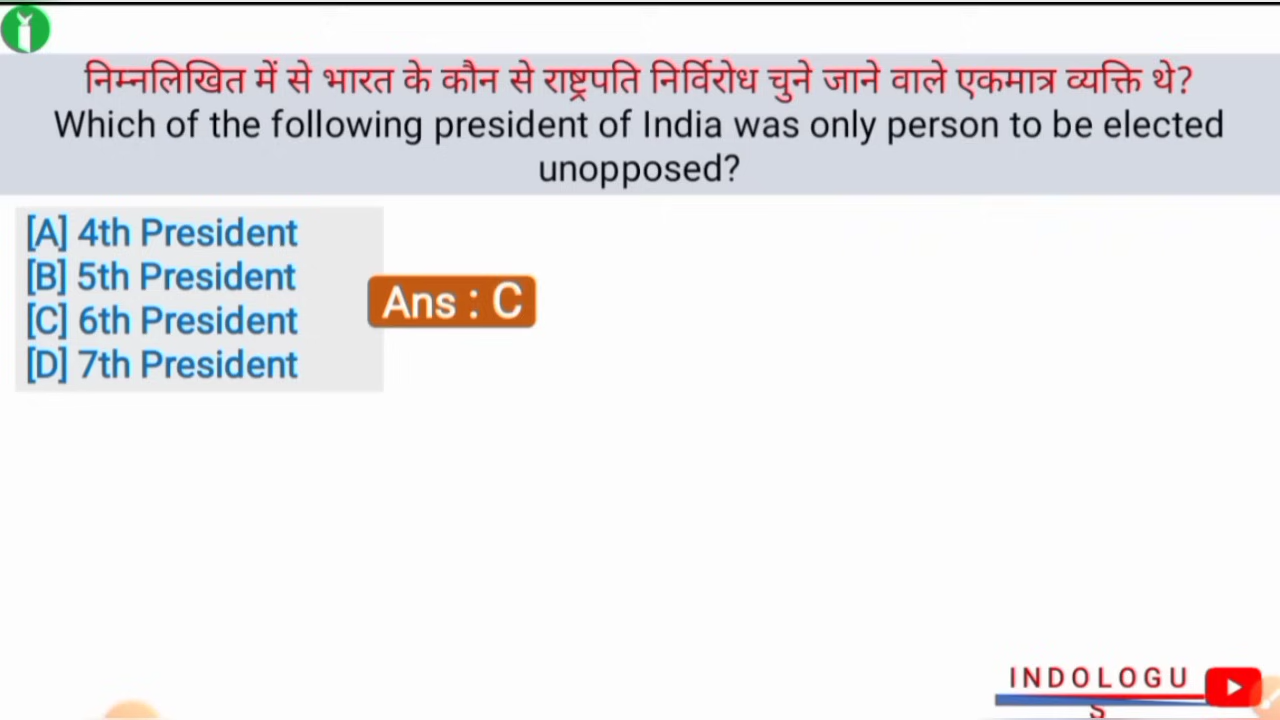 निम्नलिखित में से भारत के कौन से राष्ट्रपति निर्विरोध चुने जाने वाले एकमात्र व्यक्ति थे?
Which of the following president of India was only person to be elected
unopposed?
[A] 4th President
[B] 5th President
[C] 6th President
[D] 7th President
Ans : C
INDOLOGU
S